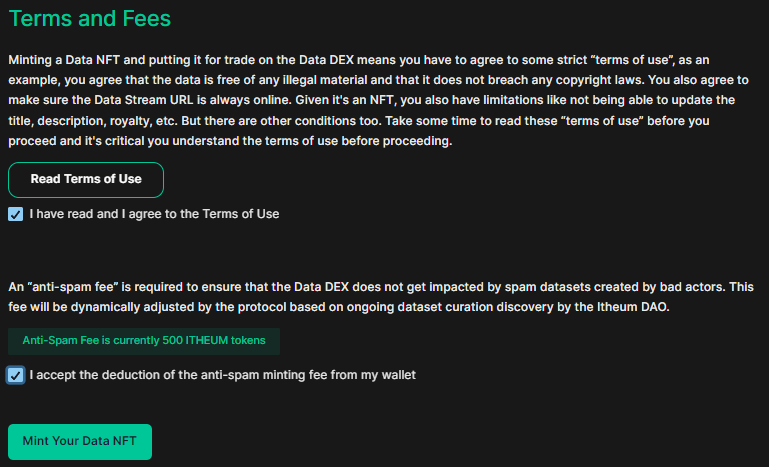 Terms and Fees
Minting a Data NFT and putting it for trade on the Data DEX means you have to agree to some strict “terms of use”, as an
example, you agree that the data is free of any illegal material and that it does not breach any copyright laws. You also agree to
make sure the Data Stream URL is always online. Given it's an NFT, you also have limitations like not being able to update the
title, description, royalty, etc. But there are other conditions too. Take some time to read these “terms of use” before you
proceed and it's critical you understand the terms of use before proceeding.
Read Terms of Use
I have read and I agree to the Terms of Use
An “anti-spam fee” is required to ensure that the Data DEX does not get impacted by spam datasets created by bad actors. This
fee will be dynamically adjusted by the protocol based on ongoing dataset curation discovery by the Itheum DAO.
Anti-Spam Fee is currently 500 ITHEUM tokens
I accept the deduction of the anti-spam minting fee from my wallet
Mint Your Data NFT